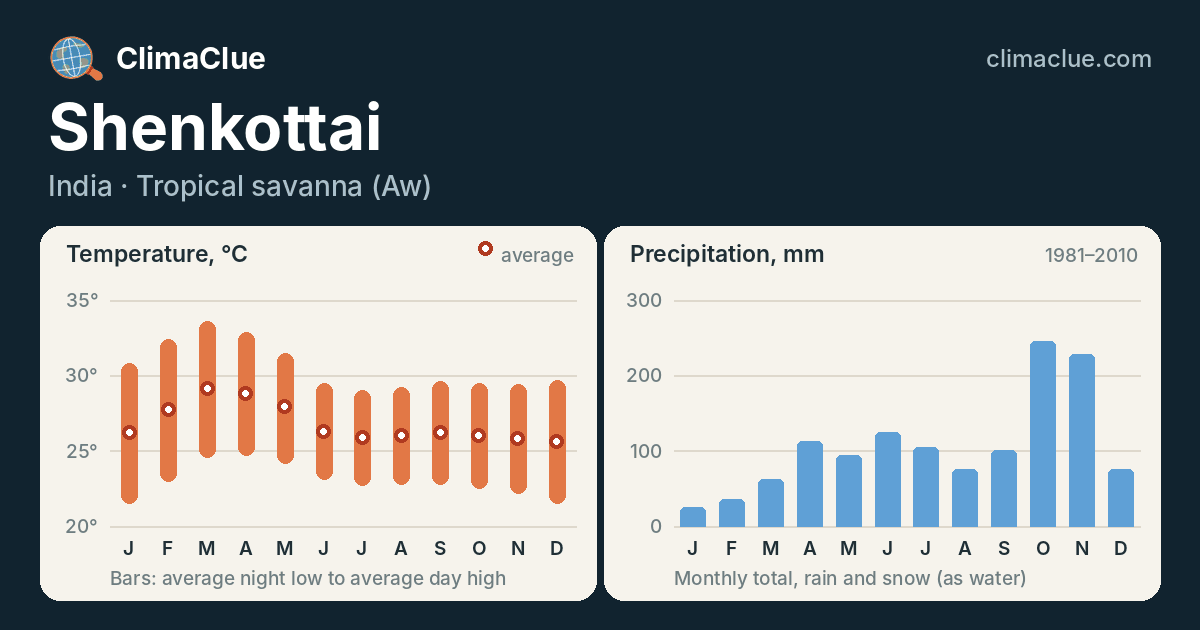 ClimaClue
climaclue.com
Shenkottai
India · Tropical savanna (Aw)
Temperature, °C
average
35°
30°
25°
20°
J F M A M J J A S O N D
Bars: average night low to average day high
Precipitation, mm
1981–2010
300
200
100
0
J F M A M J J A S O N D
Monthly total, rain and snow (as water)